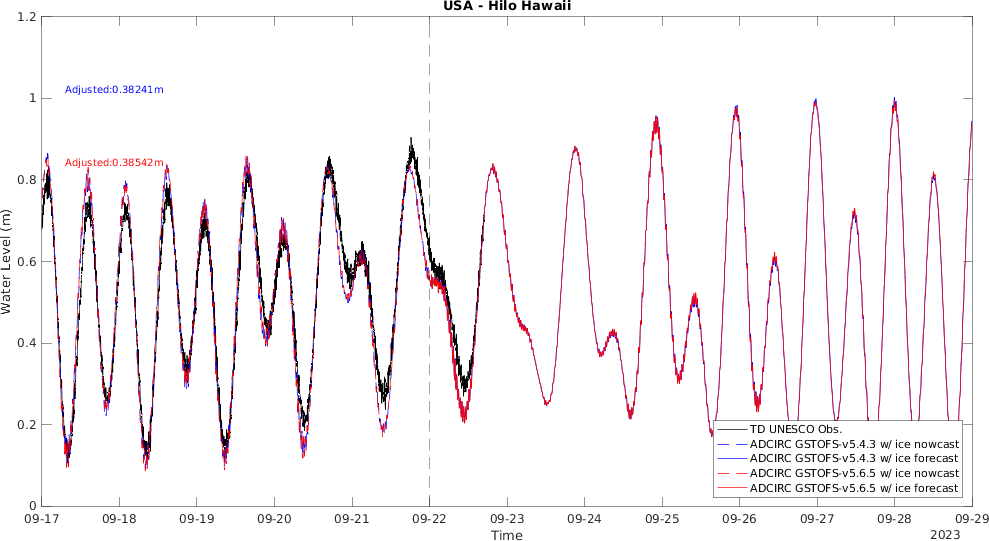 USA - Hilo Hawaii
1.2
1
0.8
0.6
0.4
0.2
0
Water Level (m)
Adjusted:0.38241m
Adjusted:0.38542m
TD UNESCO Obs.
ADCIRC GSTOFS-v5.4.3 w/ ice nowcast
ADCIRC GSTOFS-v5.4.3 w/ ice forecast
ADCIRC GSTOFS-v5.6.5 w/ ice nowcast
ADCIRC GSTOFS-v5.6.5 w/ ice forecast
09-17 09-18 09-19 09-20 09-21 09-22 09-23 09-24 09-25 09-26 09-27 09-28 09-29
Time
2023